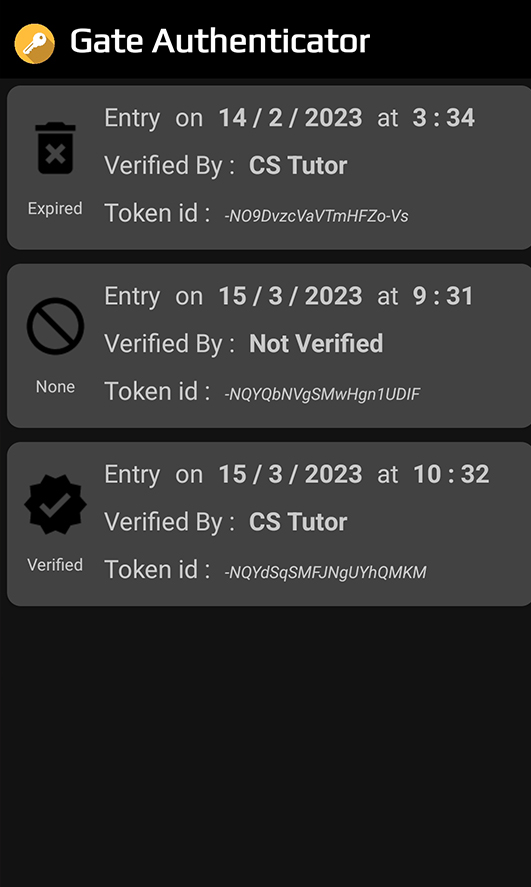 Gate Authenticator
Entry on 14 / 2 / 2023 at 3 : 34
Verified By : CS Tutor
Expired
Token id : -NO9DvzcVaVTmHFZo-Vs
Entry on 15 / 3 / 2023 at 9 : 31
Verified By : Not Verified
None
Token id : -NQYQbNVgSMwHgn1UDIF
Entry on 15 / 3 / 2023 at 10 : 32
Verified By : CS Tutor
Verified
Token id : -NQYdSqSMFJNgUYhQMKM